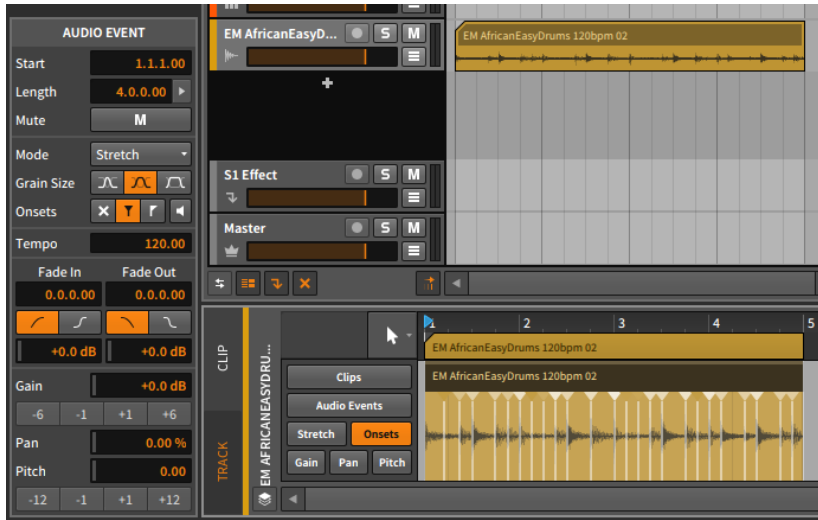 AUDIO EVENT
Start 1.1.1.00
Length 4.0.0.00
Mute M
Mode Stretch
Grain Size
Onsets
Tempo 120.00
Fade In Fade Out
0.0.0.00 0.0.0.00
+0.0 dB +0.0 dB
Gain +0.0 dB
-6 -1 +1 +6
Pan 0.00 %
Pitch 0.00
-12 -1 +1 +12
EM AfricanEasyD... S M
EM AfricanEasyDrums 120bpm 02
S1 Effect S M
Master S M
CLIP
TRACK
EM AFRICANEASYDRU...
Clips
Audio Events
Stretch Onsets
Gain Pan Pitch
1 2 3 4 5
EM AfricanEasyDrums 120bpm 02
EM AfricanEasyDrums 120bpm 02